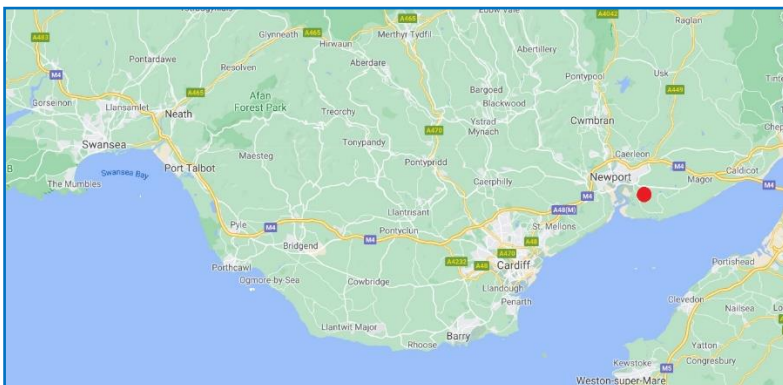 A483
Glynneath
A465
Hirwaun
Merthyr Tydfil
A465
Ebbw Vale
A4042
Raglan
Pontardawe
Resolven
Aberdare
Abertillery
Pontypool
Usk
M4
Gorseinon
Llansamlet
Neath
A465
Afan
Forest Park
Treorchy
Bargoed
Blackwood
A449
Swansea
Maesteg
Tonypandy
A470
Ystrad
Mynach
Cwmbran
Port Talbot
Pontypridd
Caerleon
M4
Caldicot
The Mumbles
Swansea Bay
Caerphilly
Newport
Magor
M4
M4
Pyle
M4
Llantrisant
A48(M)
St. Mellons
Bridgend
M4
Pontyclun
A48
Portishead
Porthcawl
A4232
A470
A48
Cardiff
Ogmore-by-Sea
Cowbridge
Llandough
Clevedon
Nailsea
Penarth
Llantwit Major
Barry
Rhoose
Yatton
Kewstoke
Congresbury
M5
Weston-super-Mare